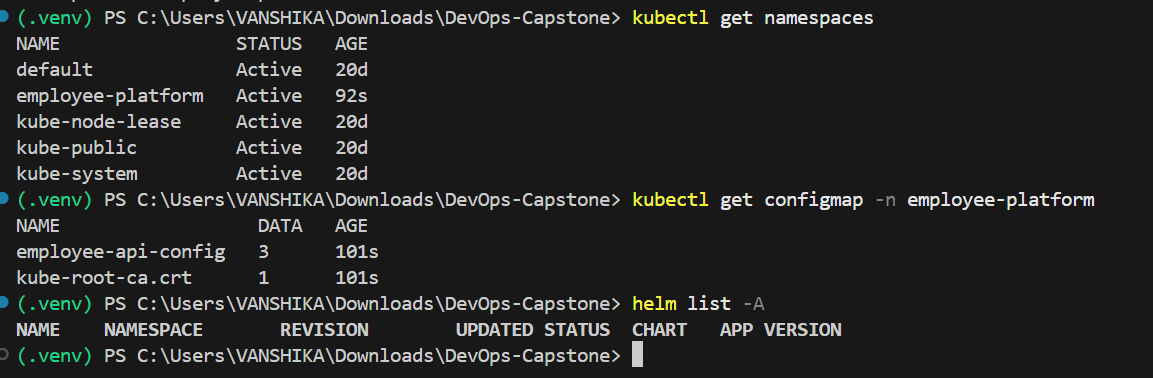 (.venv) PS C:\Users\VANSHIKA\Downloads\DevOps-Capstone> kubectl get namespaces
NAME                STATUS   AGE
default             Active   20d
employee-platform   Active   92s
kube-node-lease     Active   20d
kube-public         Active   20d
kube-system         Active   20d
(.venv) PS C:\Users\VANSHIKA\Downloads\DevOps-Capstone> kubectl get configmap -n employee-platform
NAME                  DATA   AGE
employee-api-config   3      101s
kube-root-ca.crt      1      101s
(.venv) PS C:\Users\VANSHIKA\Downloads\DevOps-Capstone> helm list -A
NAME    NAMESPACE       REVISION        UPDATED STATUS  CHART   APP VERSION
(.venv) PS C:\Users\VANSHIKA\Downloads\DevOps-Capstone>